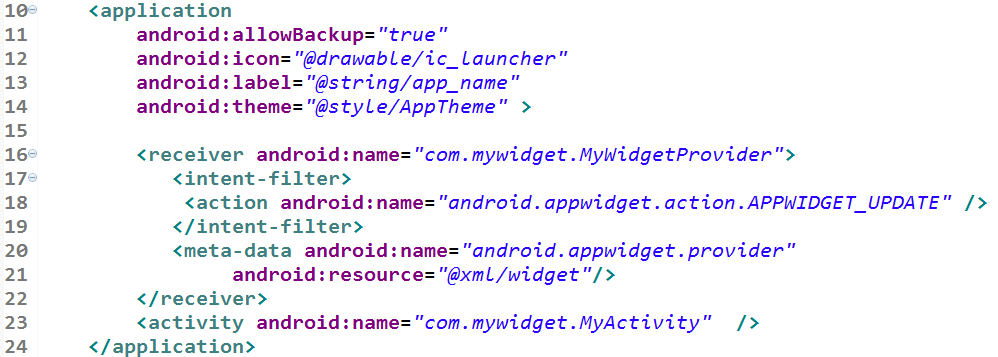 10 <application
11 android:allowBackup="true"
12 android:icon="@drawable/ic_launcher"
13 android:label="@string/app_name"
14 android:theme="@style/AppTheme" >
15
16 <receiver android:name="com.mywidget.MyWidgetProvider">
17 <intent-filter>
18 <action android:name="android.appwidget.action.APPWIDGET_UPDATE" />
19 </intent-filter>
20 <meta-data android:name="android.appwidget.provider"
21 android:resource="@xml/widget"/>
22 </receiver>
23 <activity android:name="com.mywidget.MyActivity"  />
24 </application>